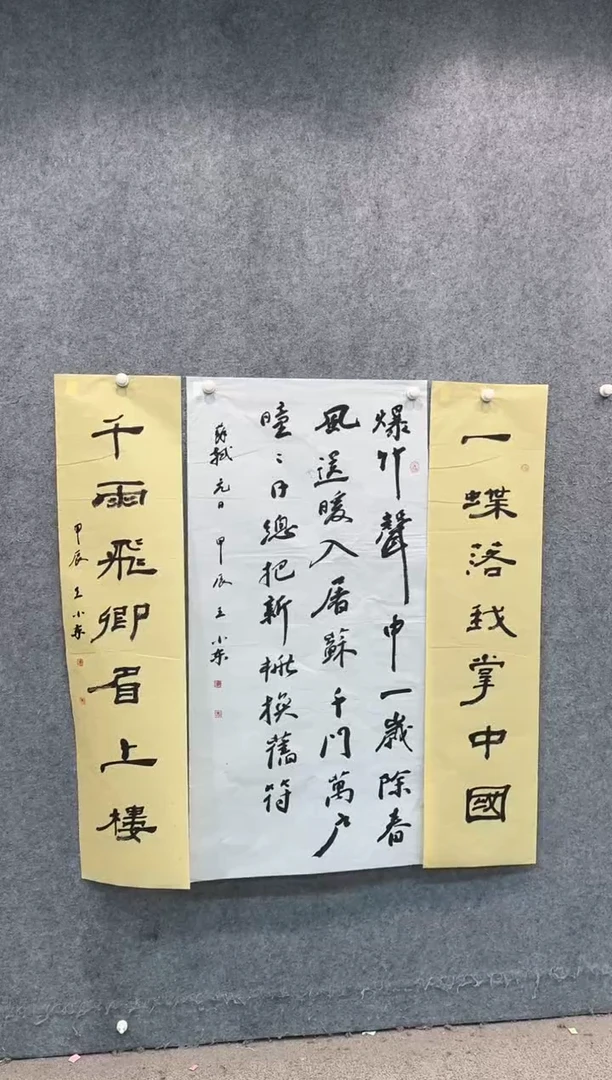 一蝶落我掌中國
爆竹聲中一歲除春
風送暖入屠蘇千門萬戶
曈〻日總把新桃換舊符
蘇軾 元日 甲辰 王小东
千雨飛卿眉上樓
甲辰 王小东